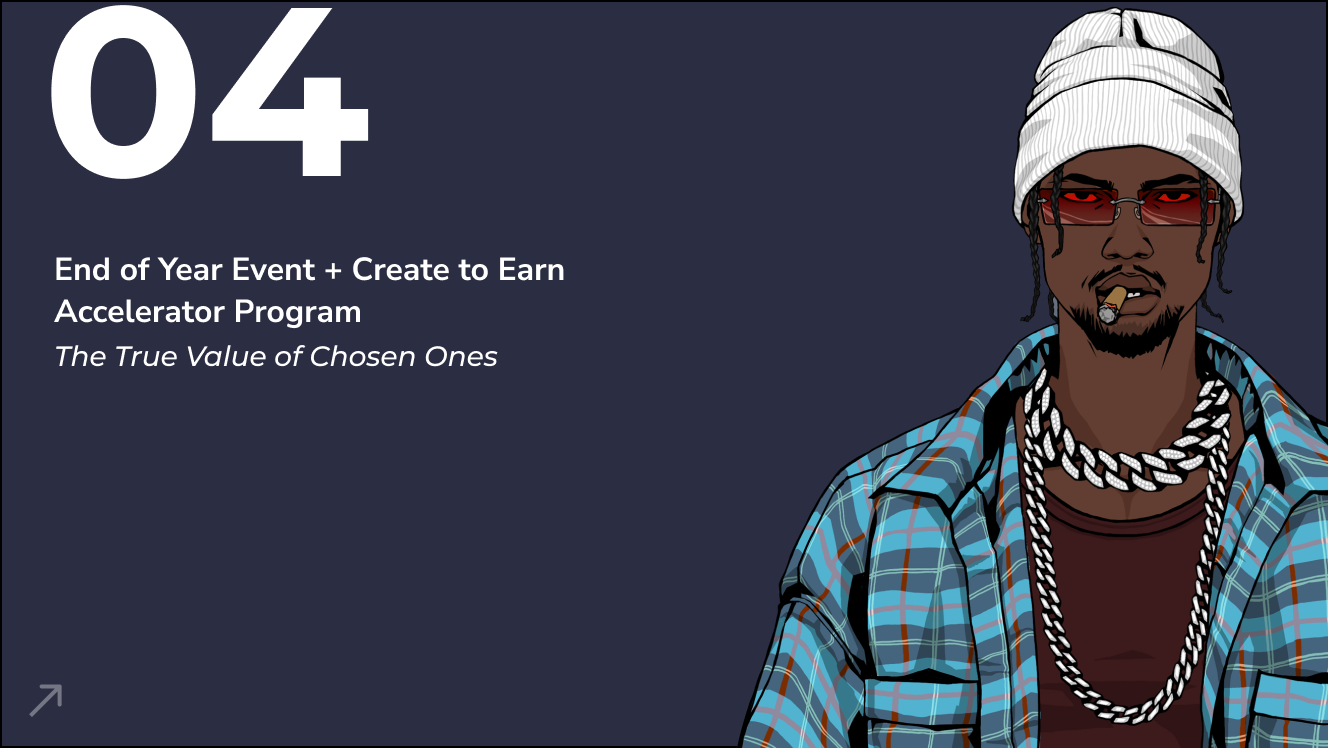 04
End of Year Event + Create to Earn
Accelerator Program
The True Value of Chosen Ones